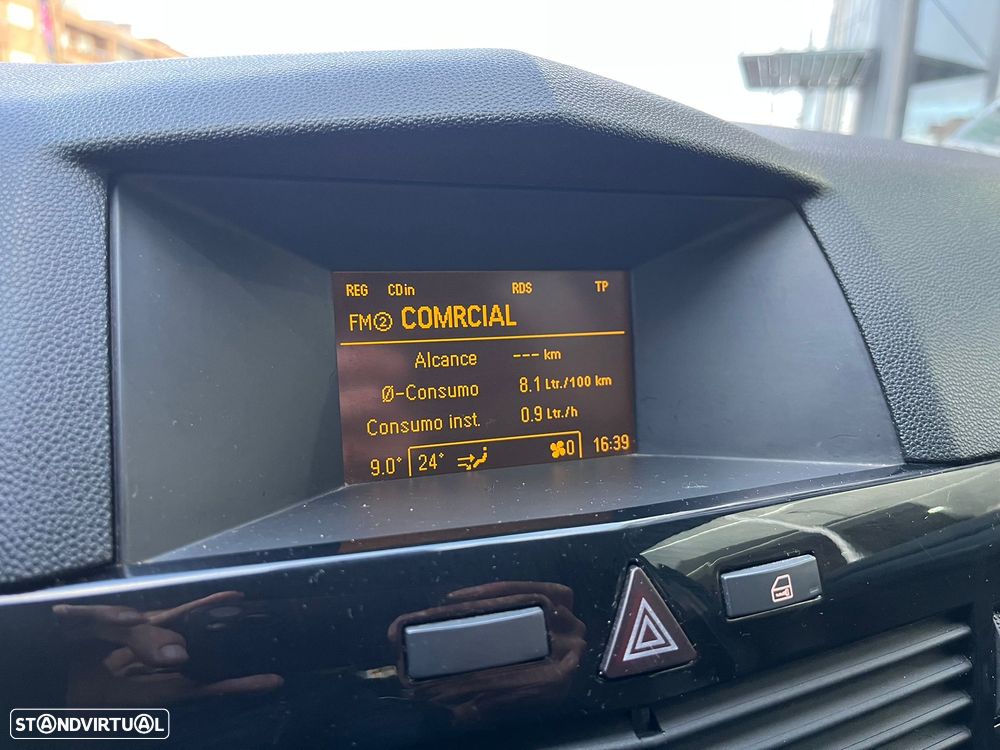 REG CDin RDS TP
FM② COMRCIAL
Alcance --- km
Ø-Consumo 8.1 Ltr./100 km
Consumo inst. 0.9 Ltr./h
9.0° 24° 0 16:39
STANDVIRTUAL